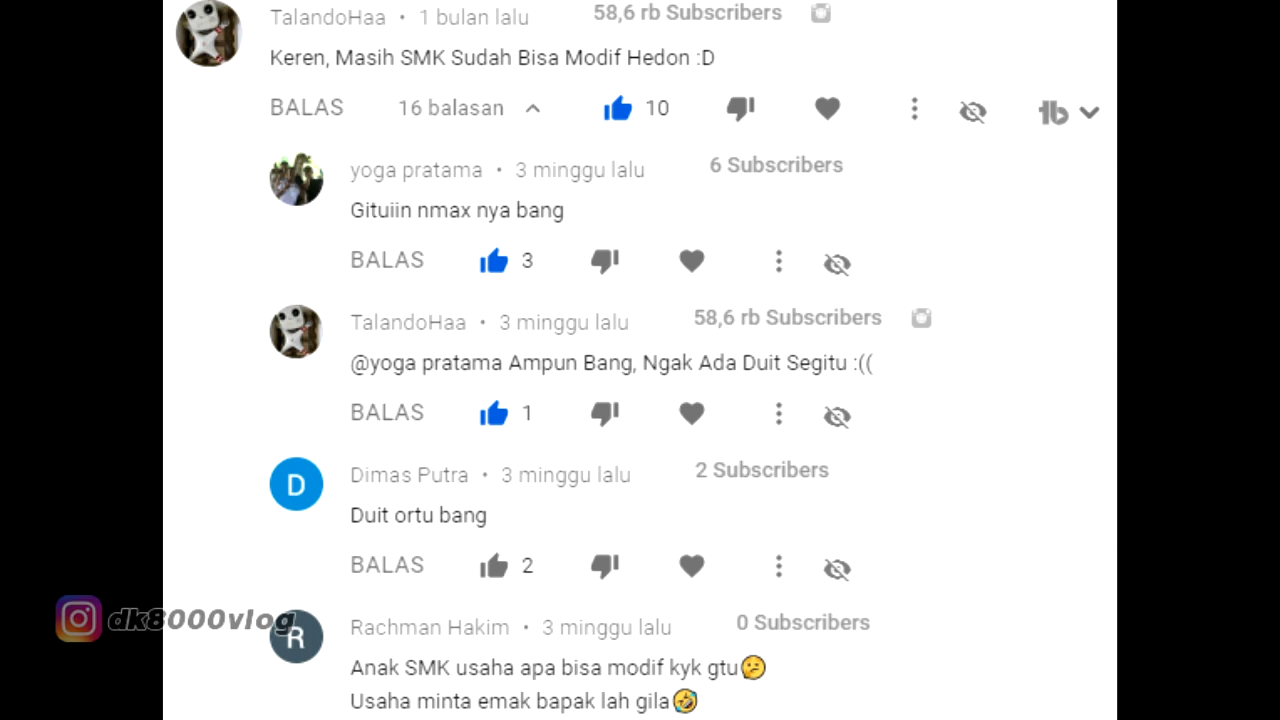 TalandoHaa • 1 bulan lalu 58,6 rb Subscribers
Keren, Masih SMK Sudah Bisa Modif Hedon :D
BALAS 16 balasan 10
yoga pratama • 3 minggu lalu 6 Subscribers
Gituiin nmax nya bang
BALAS 3
TalandoHaa • 3 minggu lalu 58,6 rb Subscribers
@yoga pratama Ampun Bang, Ngak Ada Duit Segitu :((
BALAS 1
D
Dimas Putra • 3 minggu lalu 2 Subscribers
Duit ortu bang
BALAS 2
dk8000vlog
R
Rachman Hakim • 3 minggu lalu 0 Subscribers
Anak SMK usaha apa bisa modif kyk gtu🫤
Usaha minta emak bapak lah gila🤣